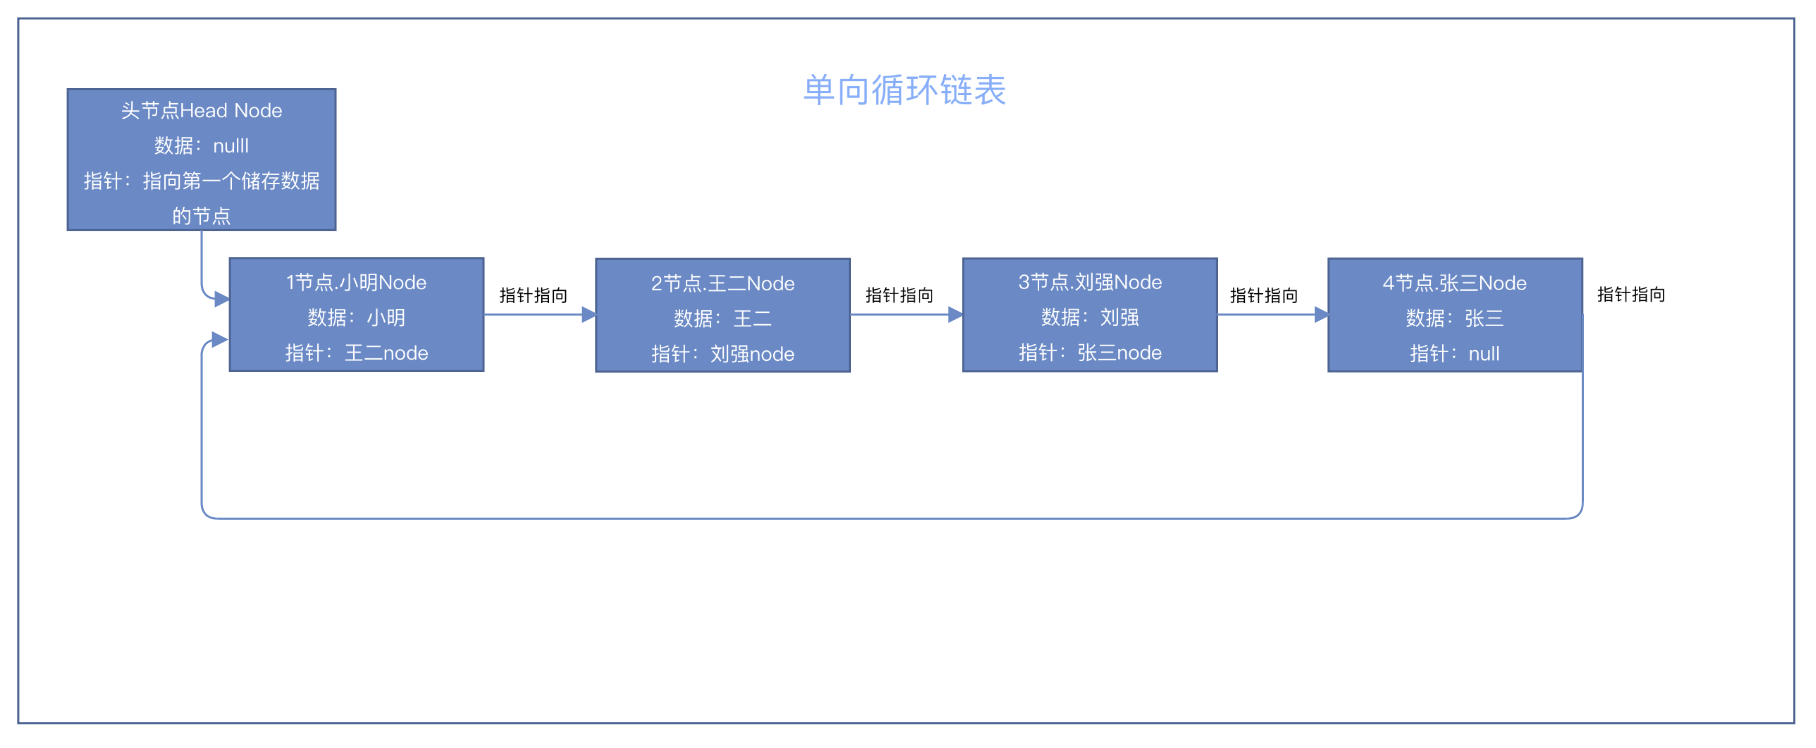 单向循环链表
头节点Head Node
数据：nulll
指针：指向第一个储存数据
的节点
1节点.小明Node
数据：小明
指针：王二node
指针指向
2节点.王二Node
数据：王二
指针：刘强node
指针指向
3节点.刘强Node
数据：刘强
指针：张三node
指针指向
4节点.张三Node
数据：张三
指针：null
指针指向